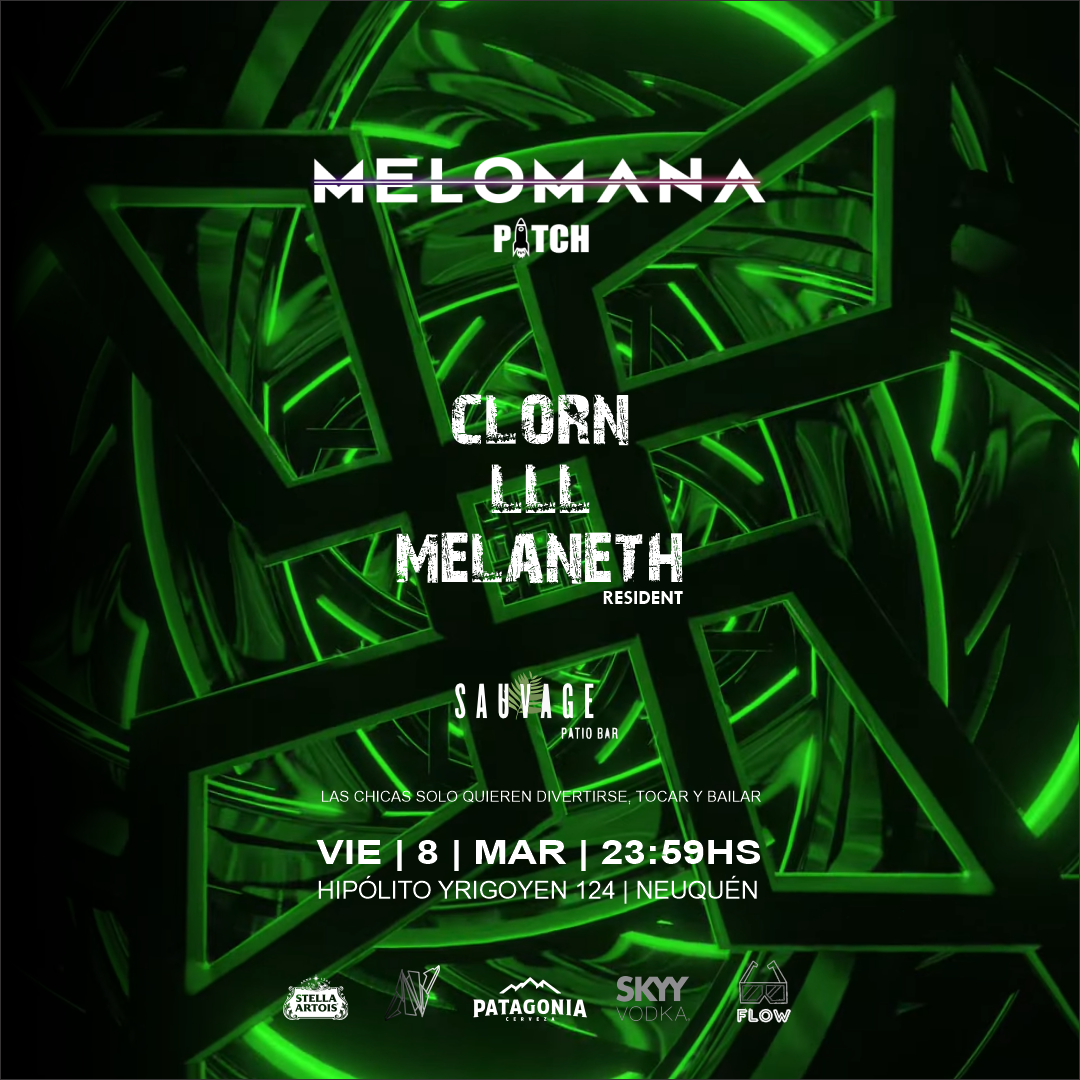 MELOMANA
PITCH
CLORN
LLL
MELANETH
RESIDENT
SAUVAGE
PATIO BAR
LAS CHICAS SOLO QUIEREN DIVERTIRSE, TOCAR Y BAILAR
VIE | 8 | MAR | 23:59HS
HIPÓLITO YRIGOYEN 124 | NEUQUÉN
STELLA
ARTOIS
PATAGONIA
CERVEZA
SKYY
VODKA
FLOW